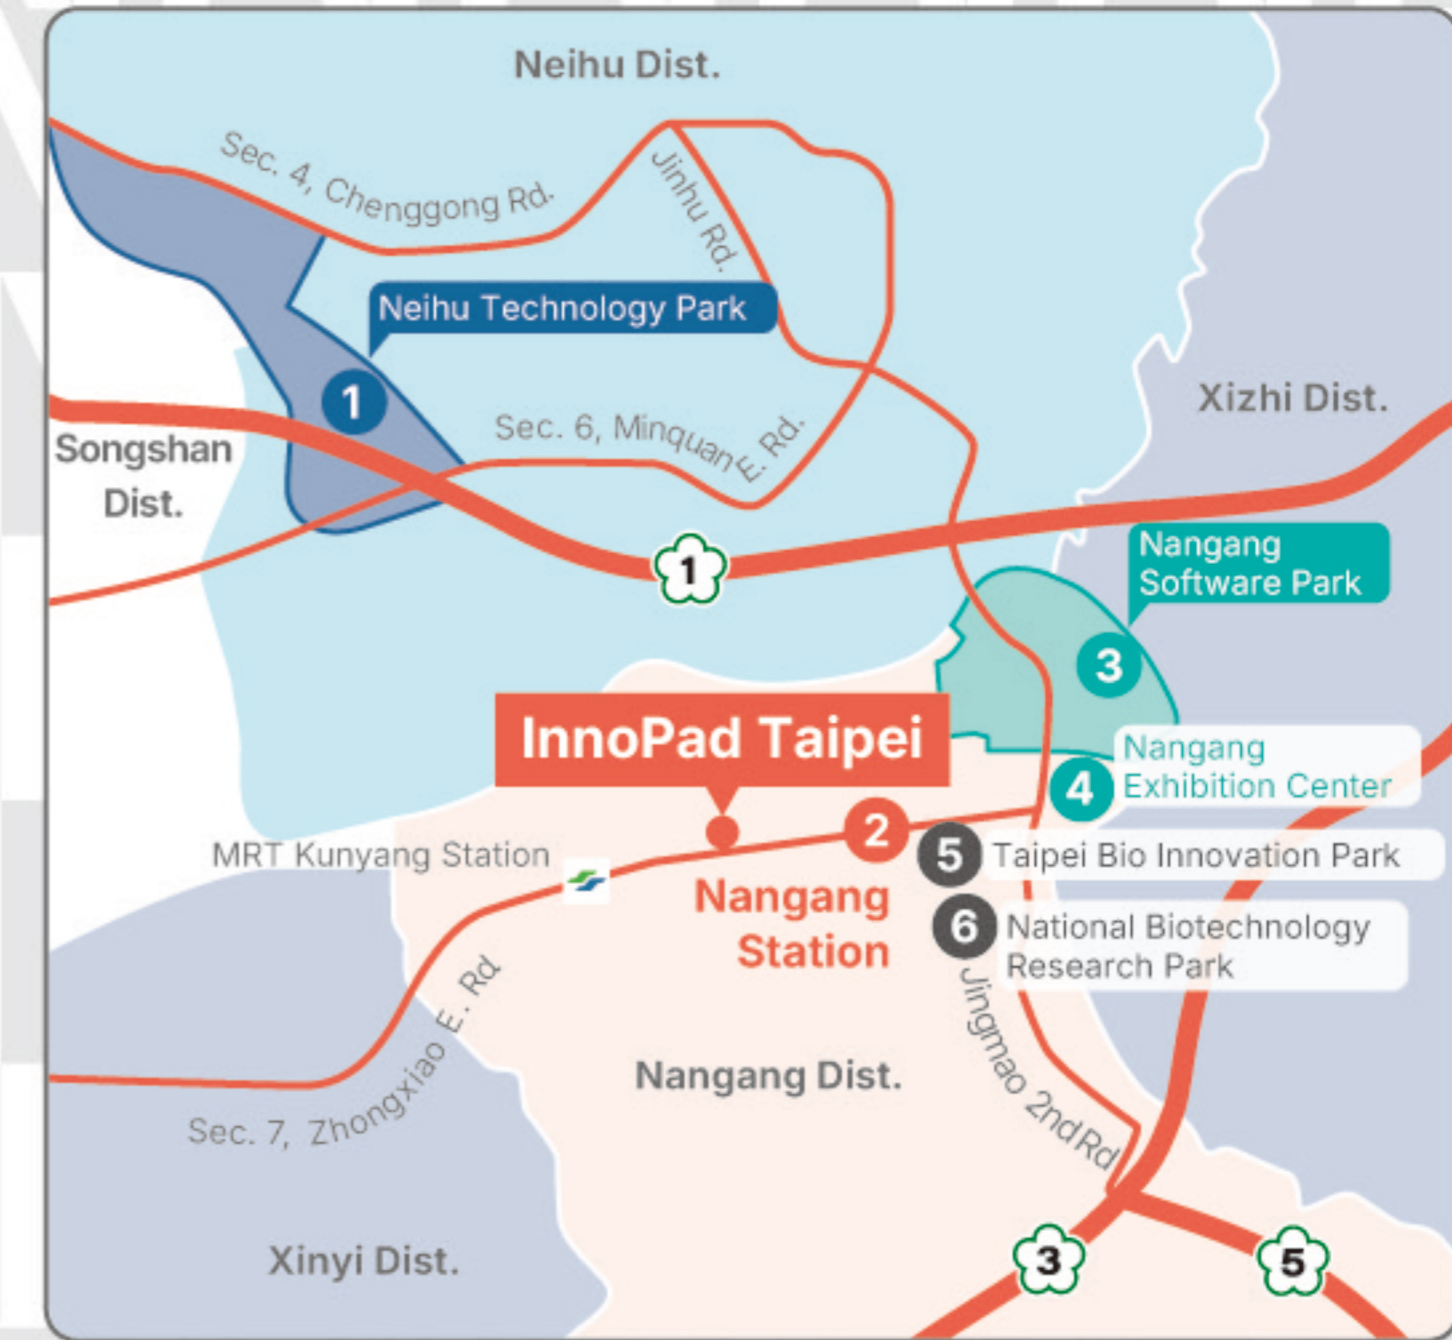 Neihu Dist.
Sec. 4, Chenggong Rd.
Jinhu Rd.
Neihu Technology Park
1
Xizhi Dist.
Sec. 6, Minquan E. Rd.
Songshan
Dist.
1
Nangang
Software Park
3
InnoPad Taipei
Nangang
Exhibition Center
4
2
MRT Kunyang Station
5
Taipei Bio Innovation Park
Nangang
Station
6
National Biotechnology
Research Park
Sec. 7, Zhongxiao E. Rd
Jingmao 2nd Rd
Nangang Dist.
Xinyi Dist.
3
5